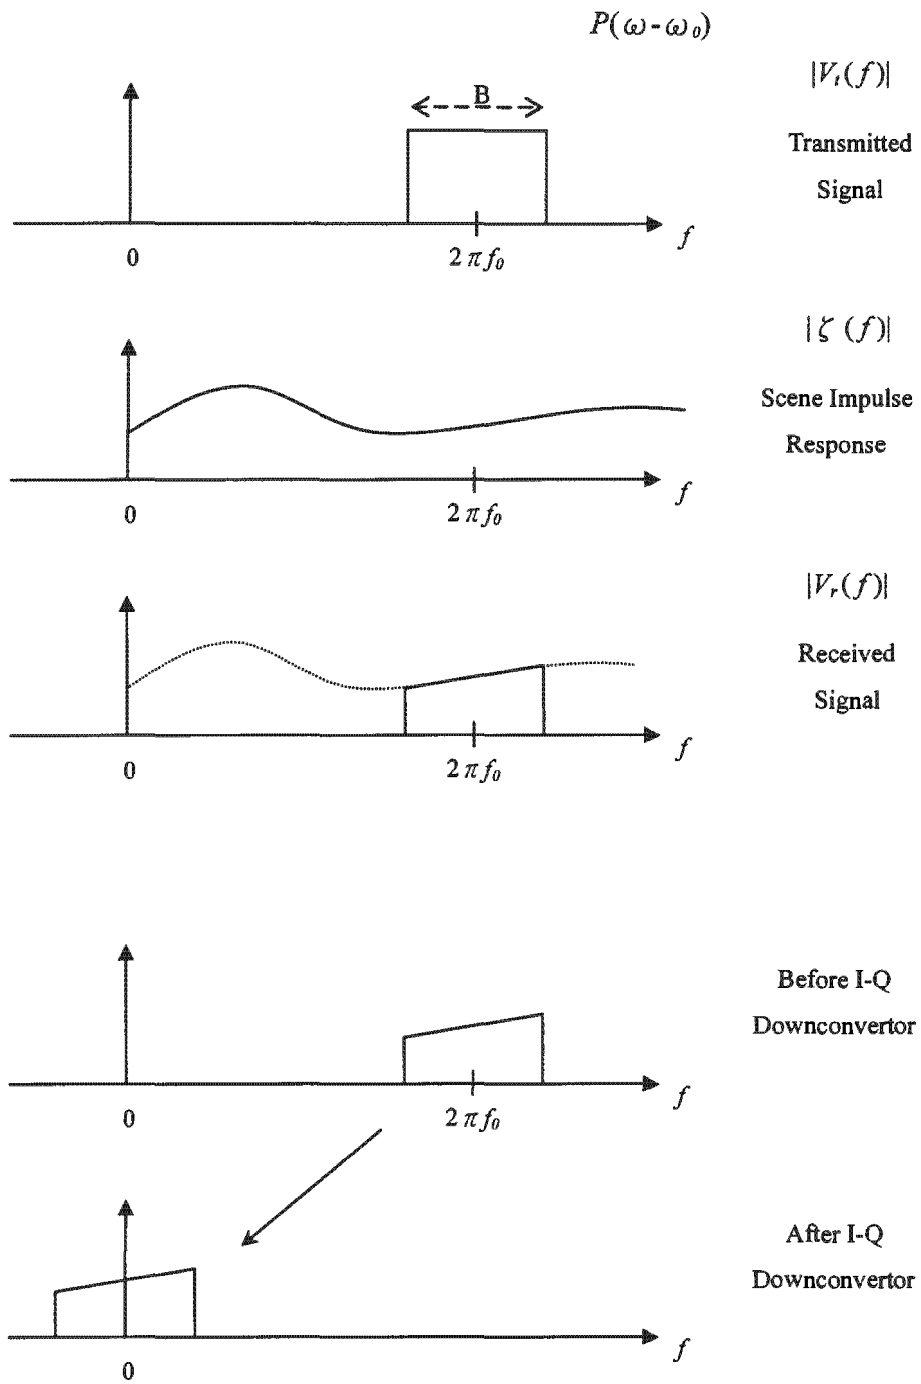 P(ω-ω₀)
|Vₜ(f)|
B
Transmitted
Signal
f
0
2πf₀
|ζ (f)|
Scene Impulse
Response
f
0
2πf₀
|Vᵣ(f)|
Received
Signal
f
0
2πf₀
Before I-Q
Downconvertor
f
0
2πf₀
After I-Q
Downconvertor
f
0